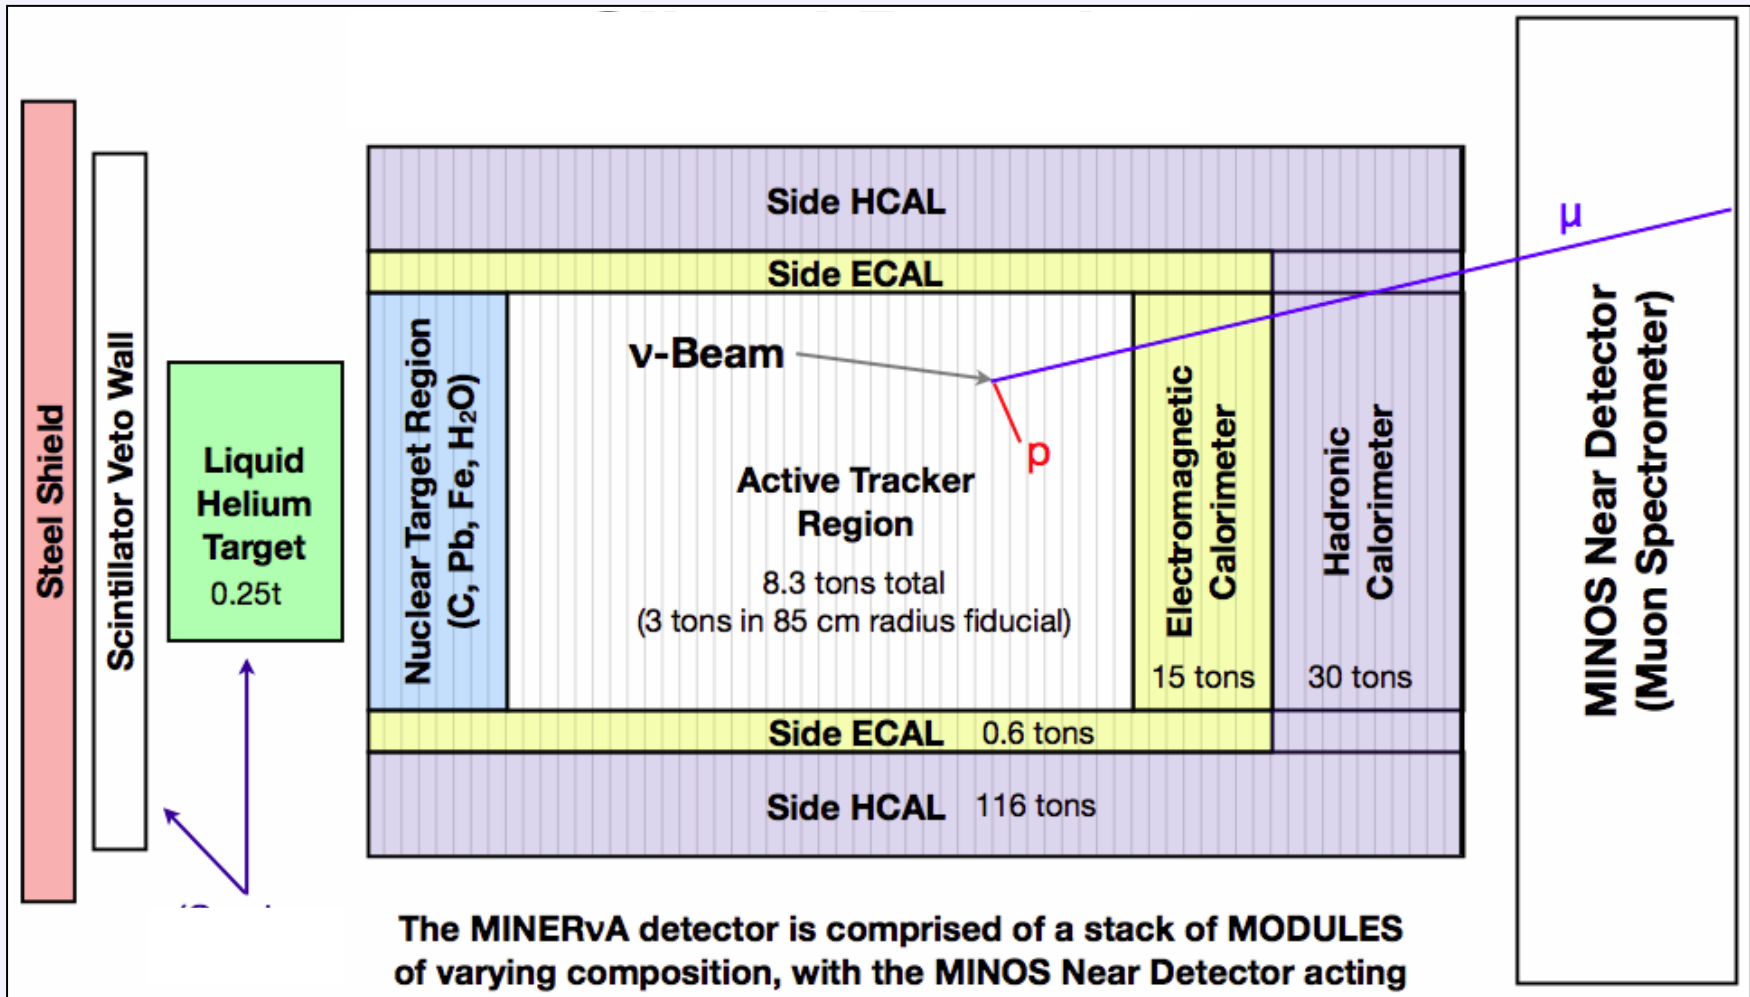 Steel Shield
Scintillator Veto Wall
Liquid
Helium
Target
0.25t
Side HCAL
Side ECAL
Nuclear Target Region
(C, Pb, Fe, H₂O)
ν-Beam
μ
p
Active Tracker
Region
8.3 tons total
(3 tons in 85 cm radius fiducial)
Electromagnetic
Calorimeter
15 tons
Hadronic
Calorimeter
30 tons
Side ECAL 0.6 tons
Side HCAL 116 tons
MINOS Near Detector
(Muon Spectrometer)
The MINERνA detector is comprised of a stack of MODULES
of varying composition, with the MINOS Near Detector acting